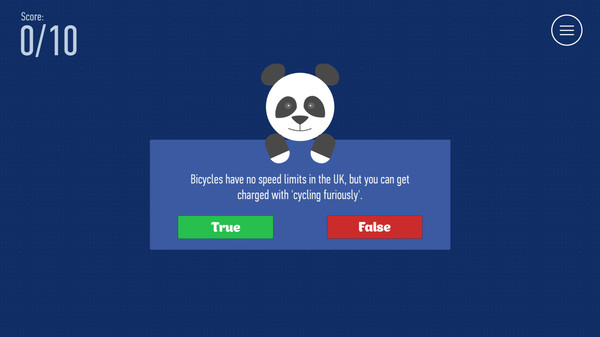 Score:
0/10
Bicycles have no speed limits in the UK, but you can get
charged with 'cycling furiously'.
True
False